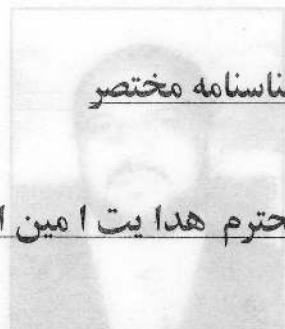 ناسنامه مختصر
حترم هدا یت ا مین ا